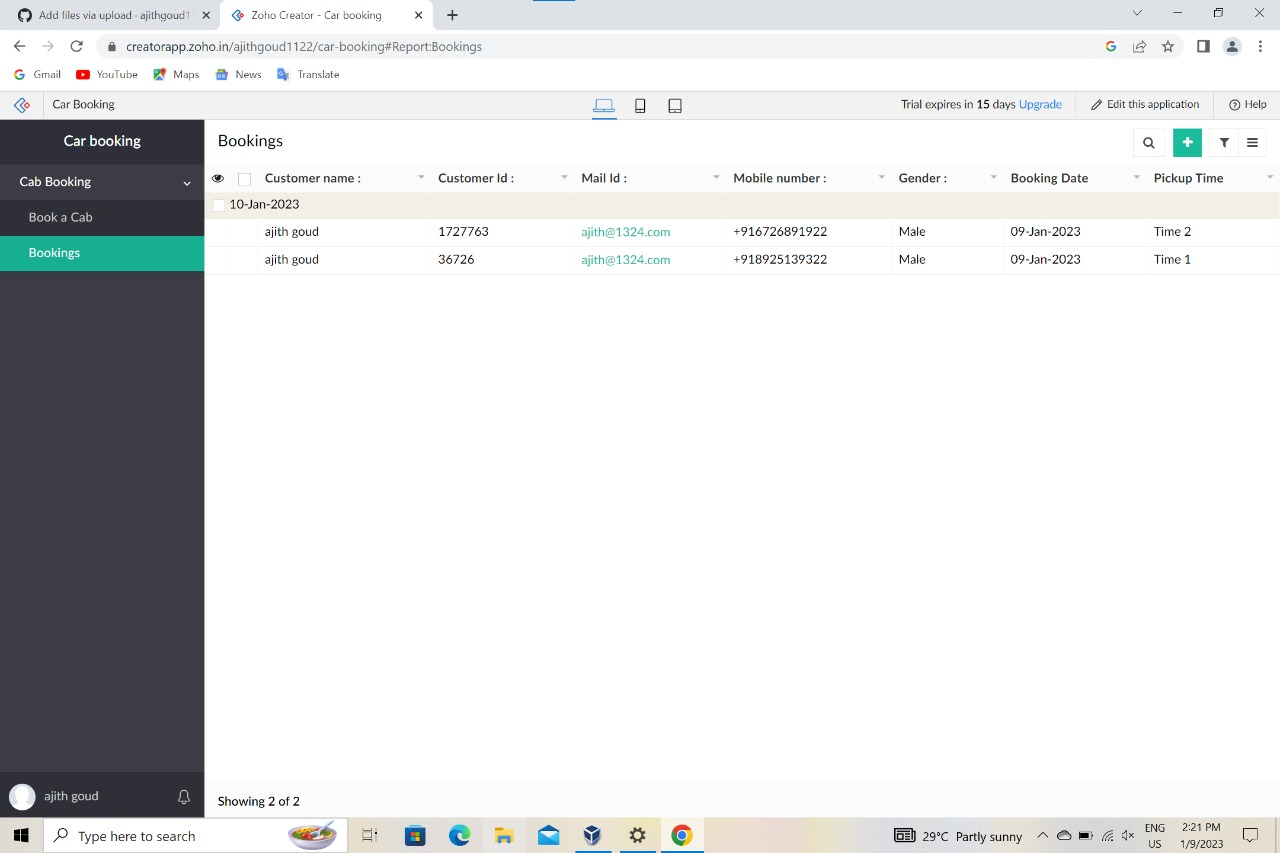 Add files via upload · ajithgoud1
Zoho Creator - Car booking
creatorapp.zoho.in/ajithgoud1122/car-booking#Report:Bookings
Gmail YouTube Maps News Translate
Car Booking
Trial expires in 15 days Upgrade
Edit this application
Help
Car booking
Cab Booking
Book a Cab
Bookings
Bookings
Customer name : Customer Id : Mail Id : Mobile number : Gender : Booking Date Pickup Time
10-Jan-2023
ajith goud 1727763 ajith@1324.com +916726891922 Male 09-Jan-2023 Time 2
ajith goud 36726 ajith@1324.com +918925139322 Male 09-Jan-2023 Time 1
ajith goud
Showing 2 of 2
Type here to search
29°C Partly sunny
ENG
US
2:21 PM
1/9/2023